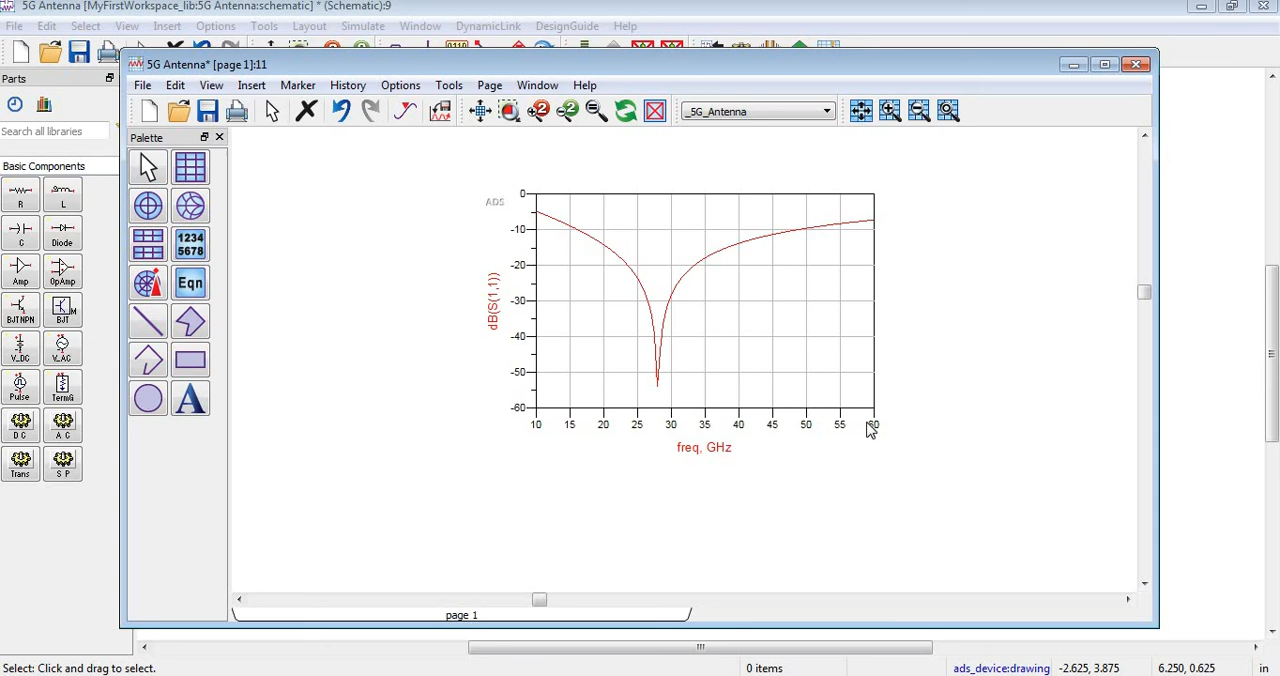 5G Antenna [MyFirstWorkspace_lib:5G Antenna:schematic] * (Schematic):9
File Edit Select View Insert Options Tools Layout Simulate Window DynamicLink DesignGuide Help
Parts
Search all libraries
Basic Components
R L
C Diode
Amp OpAmp
BJTNPN BJT
V_DC V_AC
Pulse TermG
DC AC
Trans S P
5G Antenna* [page 1]:11
File Edit View Insert Marker History Options Tools Page Window Help
_5G_Antenna
Palette
1234
5678
Eqn
A
ADS
0
-10
-20
-30
-40
-50
-60
dB(S(1,1))
10 15 20 25 30 35 40 45 50 55
freq, GHz
page 1
Select: Click and drag to select.
0 items
ads_device:drawing
-2.625, 3.875
6.250, 0.625
in